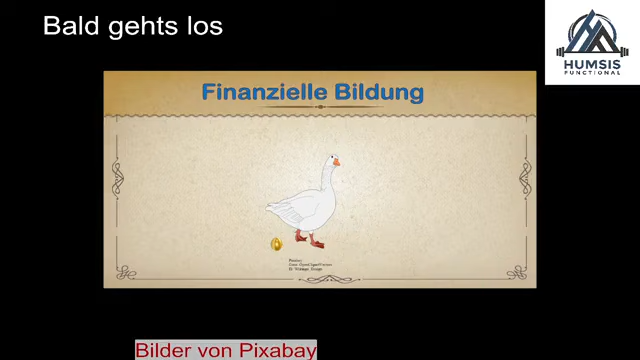 Bald gehts los
HUMSIS
FUNCTIONAL
Finanzielle Bildung
Bilder von Pixabay